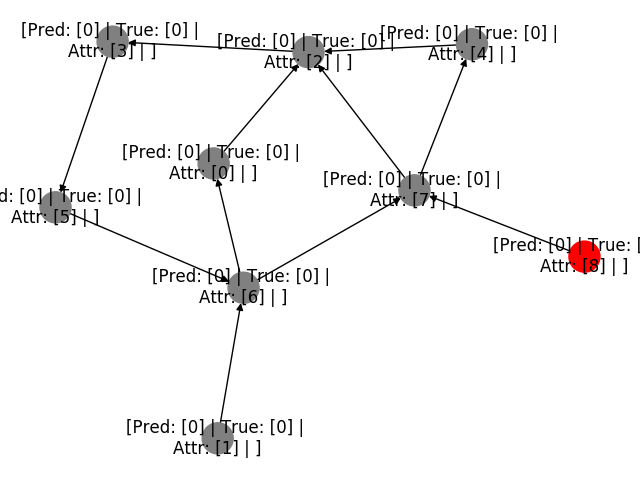 [Pred: [0] | True: [0] |
Attr: [3] | ]
[Pred: [0] | True: [0] |
Attr: [2] | ]
[Pred: [0] | True: [0] |
Attr: [4] | ]
[Pred: [0] | True: [0] |
Attr: [0] | ]
[Pred: [0] | True: [0] |
Attr: [7] | ]
d: [0] | True: [0] |
Attr: [5] | ]
[Pred: [0] | True: [
Attr: [8] | ]
[Pred: [0] | True: [0] |
Attr: [6] | ]
[Pred: [0] | True: [0] |
Attr: [1] | ]